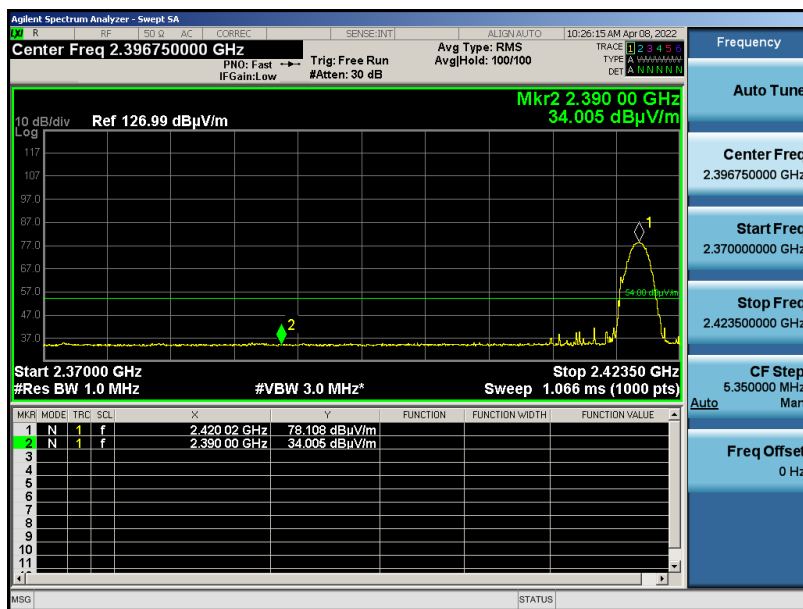 Agilent Spectrum Analyzer - Swept SA
LXI R RF 50 Ω AC CORREC SENSE:INT ALIGN AUTO 10:26:15 AM Apr 08, 2022
Center Freq 2.396750000 GHz
PNO: Fast
IFGain:Low
Trig: Free Run
#Atten: 30 dB
Avg Type: RMS
Avg|Hold: 100/100
TRACE 1 2 3 4 5 6
TYPE A WWWWW
DET A N N N N N
Mkr2 2.390 00 GHz
34.005 dBµV/m
10 dB/div Ref 126.99 dBµV/m
Log
117
107
97.0
87.0
77.0
67.0
57.0
47.0
37.0
1
2
54.00 dBµV/m
Start 2.37000 GHz Stop 2.42350 GHz
#Res BW 1.0 MHz #VBW 3.0 MHz* Sweep 1.066 ms (1000 pts)
MKR MODE TRC SCL X Y FUNCTION FUNCTION WIDTH FUNCTION VALUE
1 N 1 f 2.420 02 GHz 78.108 dBµV/m
2 N 1 f 2.390 00 GHz 34.005 dBµV/m
3
4
5
6
7
8
9
10
11
MSG STATUS
Frequency
Auto Tune
Center Freq
2.396750000 GHz
Start Freq
2.370000000 GHz
Stop Freq
2.423500000 GHz
CF Step
5.350000 MHz
Auto Man
Freq Offset
0 Hz